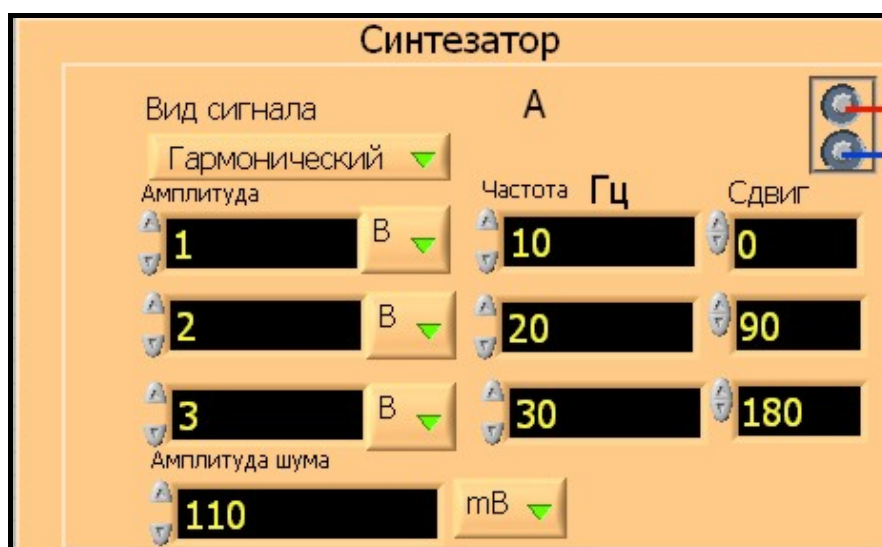 Синтезатор
Вид сигнала А
Гармонический
Амплитуда Частота Гц Сдвиг
1 В 10 0
2 В 20 90
3 В 30 180
Амплитуда шума
110 mВ